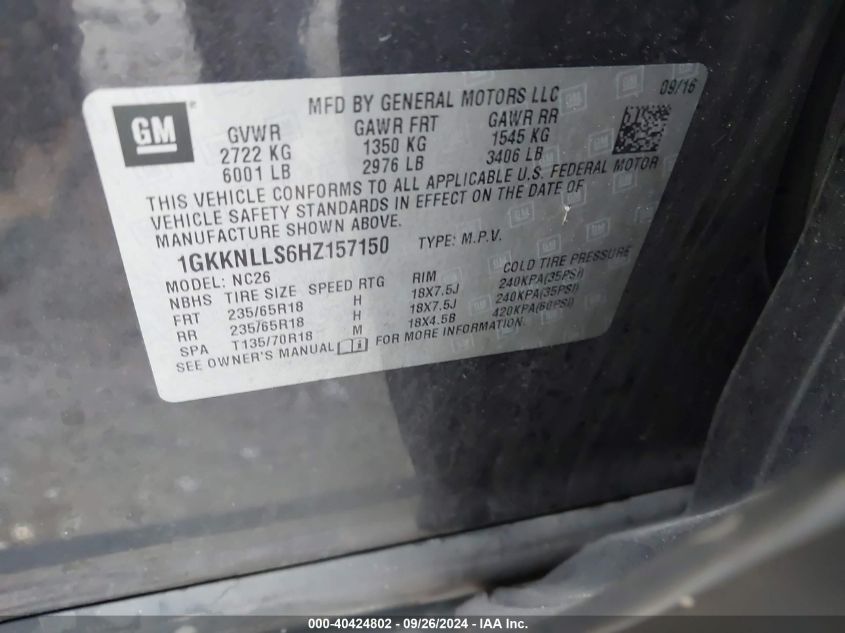 MFD BY GENERAL MOTORS LLC 09/16
GM
GVWR GAWR FRT GAWR RR
2722 KG 1350 KG 1545 KG
6001 LB 2976 LB 3406 LB
THIS VEHICLE CONFORMS TO ALL APPLICABLE U.S. FEDERAL MOTOR
VEHICLE SAFETY STANDARDS IN EFFECT ON THE DATE OF
MANUFACTURE SHOWN ABOVE.
1GKKNLLS6HZ157150 TYPE: M.P.V.
MODEL: NC26
NBHS TIRE SIZE SPEED RTG RIM COLD TIRE PRESSURE
FRT 235/65R18 H 18X7.5J 240KPA(35PSI)
RR 235/65R18 H 18X7.5J 240KPA(35PSI)
SPA T135/70R18 M 18X4.5B 420KPA(60PSI)
SEE OWNER'S MANUAL FOR MORE INFORMATION.
000-40424802 - 09/26/2024 - IAA Inc.